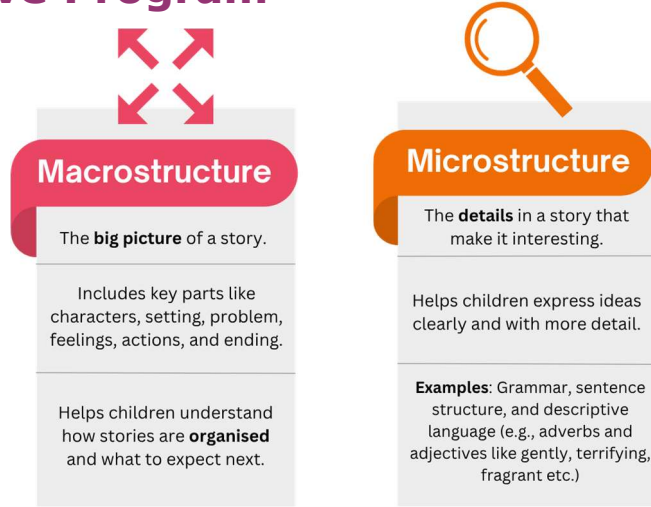 Program
Macrostructure
The big picture of a story.
Includes key parts like
characters, setting, problem,
feelings, actions, and ending.
Helps children understand
how stories are organised
and what to expect next.
Microstructure
The details in a story that
make it interesting.
Helps children express ideas
clearly and with more detail.
Examples: Grammar, sentence
structure, and descriptive
language (e.g., adverbs and
adjectives like gently, terrifying,
fragrant etc.)